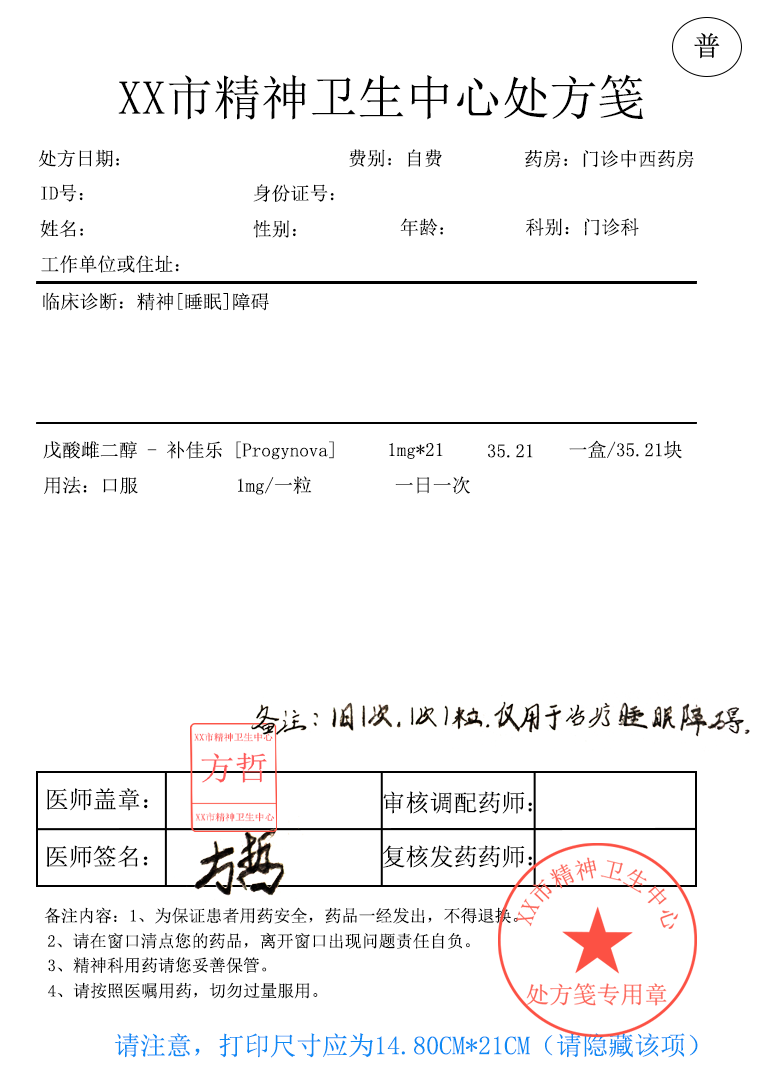 普
XX市精神卫生中心处方笺
处方日期： 费别：自费 药房：门诊中西药房
ID号： 身份证号：
姓名： 性别： 年龄： 科别：门诊科
工作单位或住址：
临床诊断：精神[睡眠]障碍
戊酸雌二醇 - 补佳乐 [Progynova] 1mg*21 35.21 一盒/35.21块
用法：口服 1mg/一粒 一日一次
备注：1日1次，1次1粒，仅用于治疗睡眠障碍。
XX市精神卫生中心
方哲
XX市精神卫生中心
医师盖章： 审核调配药师：
医师签名： 方哲 复核发药药师：
XX市精神卫生中心
处方笺专用章
备注内容：1、为保证患者用药安全，药品一经发出，不得退换。
2、请在窗口清点您的药品，离开窗口出现问题责任自负。
3、精神科用药请您妥善保管。
4、请按照医嘱用药，切勿过量服用。
请注意，打印尺寸应为14.80CM*21CM（请隐藏该项）